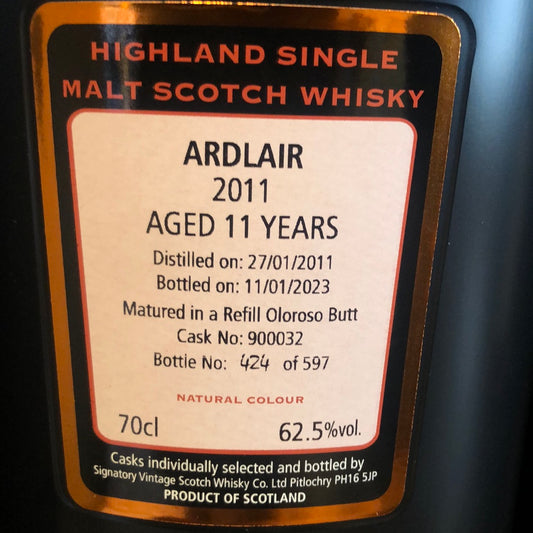 HIGHLAND SINGLE
MALT SCOTCH WHISKY
ARDLAIR
2011
AGED 11 YEARS
Distilled on: 27/01/2011
Bottled on: 11/01/2023
Matured in a Refill Oloroso Butt
Cask No: 900032
Bottle No: 424 of 597
NATURAL COLOUR
70cl 62.5%vol.
Casks individually selected and bottled by
Signatory Vintage Scotch Whisky Co. Ltd Pitlochry PH16 5JP
PRODUCT OF SCOTLAND